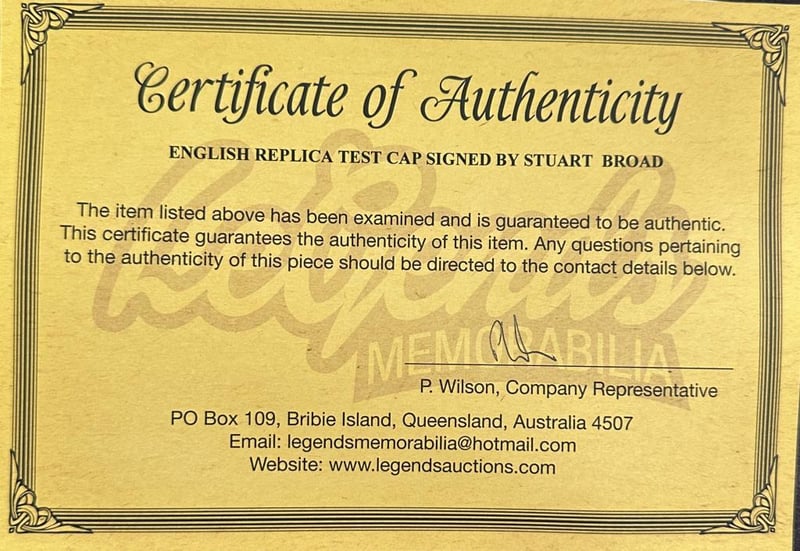 Certificate of Authenticity
ENGLISH REPLICA TEST CAP SIGNED BY STUART BROAD
The item listed above has been examined and is guaranteed to be authentic.
This certificate guarantees the authenticity of this item. Any questions pertaining
to the authenticity of this piece should be directed to the contact details below.
Legends
MEMORABILIA
P. Wilson, Company Representative
PO Box 109, Bribie Island, Queensland, Australia 4507
Email: legendsmemorabilia@hotmail.com
Website: www.legendsauctions.com